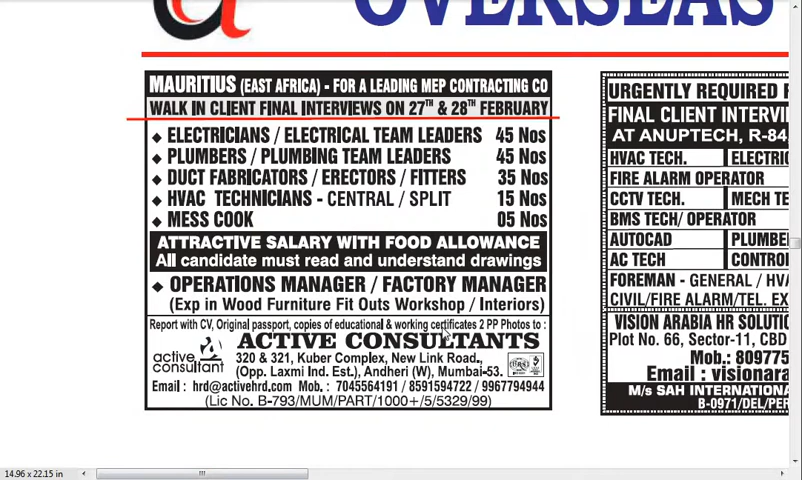 OVERSEAS
MAURITIUS (EAST AFRICA) - FOR A LEADING MEP CONTRACTING CO
WALK IN CLIENT FINAL INTERVIEWS ON 27TH & 28TH FEBRUARY
◆ ELECTRICIANS / ELECTRICAL TEAM LEADERS 45 Nos
◆ PLUMBERS / PLUMBING TEAM LEADERS 45 Nos
◆ DUCT FABRICATORS / ERECTORS / FITTERS 35 Nos
◆ HVAC TECHNICIANS - CENTRAL / SPLIT 15 Nos
◆ MESS COOK 05 Nos
ATTRACTIVE SALARY WITH FOOD ALLOWANCE
All candidate must read and understand drawings
◆ OPERATIONS MANAGER / FACTORY MANAGER
(Exp in Wood Furniture Fit Outs Workshop / Interiors)
Report with CV, Original passport, copies of educational & working certificates 2 PP Photos to :
active consultant
ACTIVE CONSULTANTS
320 & 321, Kuber Complex, New Link Road.,
(Opp. Laxmi Ind. Est.), Andheri (W), Mumbai-53.
Email : hrd@activehrd.com Mob. : 7045564191 / 8591594722 / 9967794944
(Lic No. B-793/MUM/PART/1000+/5/5329/99)
URGENTLY REQUIRED
FINAL CLIENT INTERVI
AT ANUPTECH, R-84
HVAC TECH. ELECTRIC
FIRE ALARM OPERATOR
CCTV TECH. MECH TE
BMS TECH/ OPERATOR
AUTOCAD PLUMBE
AC TECH CONTRO
FOREMAN - GENERAL / HVA
CIVIL/FIRE ALARM/TEL. EX
VISION ARABIA HR SOLUTI
Plot No. 66, Sector-11, CBD
Mob.: 809775
Email : visionara
M/s SAH INTERNATIONA
B-0971/DEL/PER
14.96 x 22.15 in